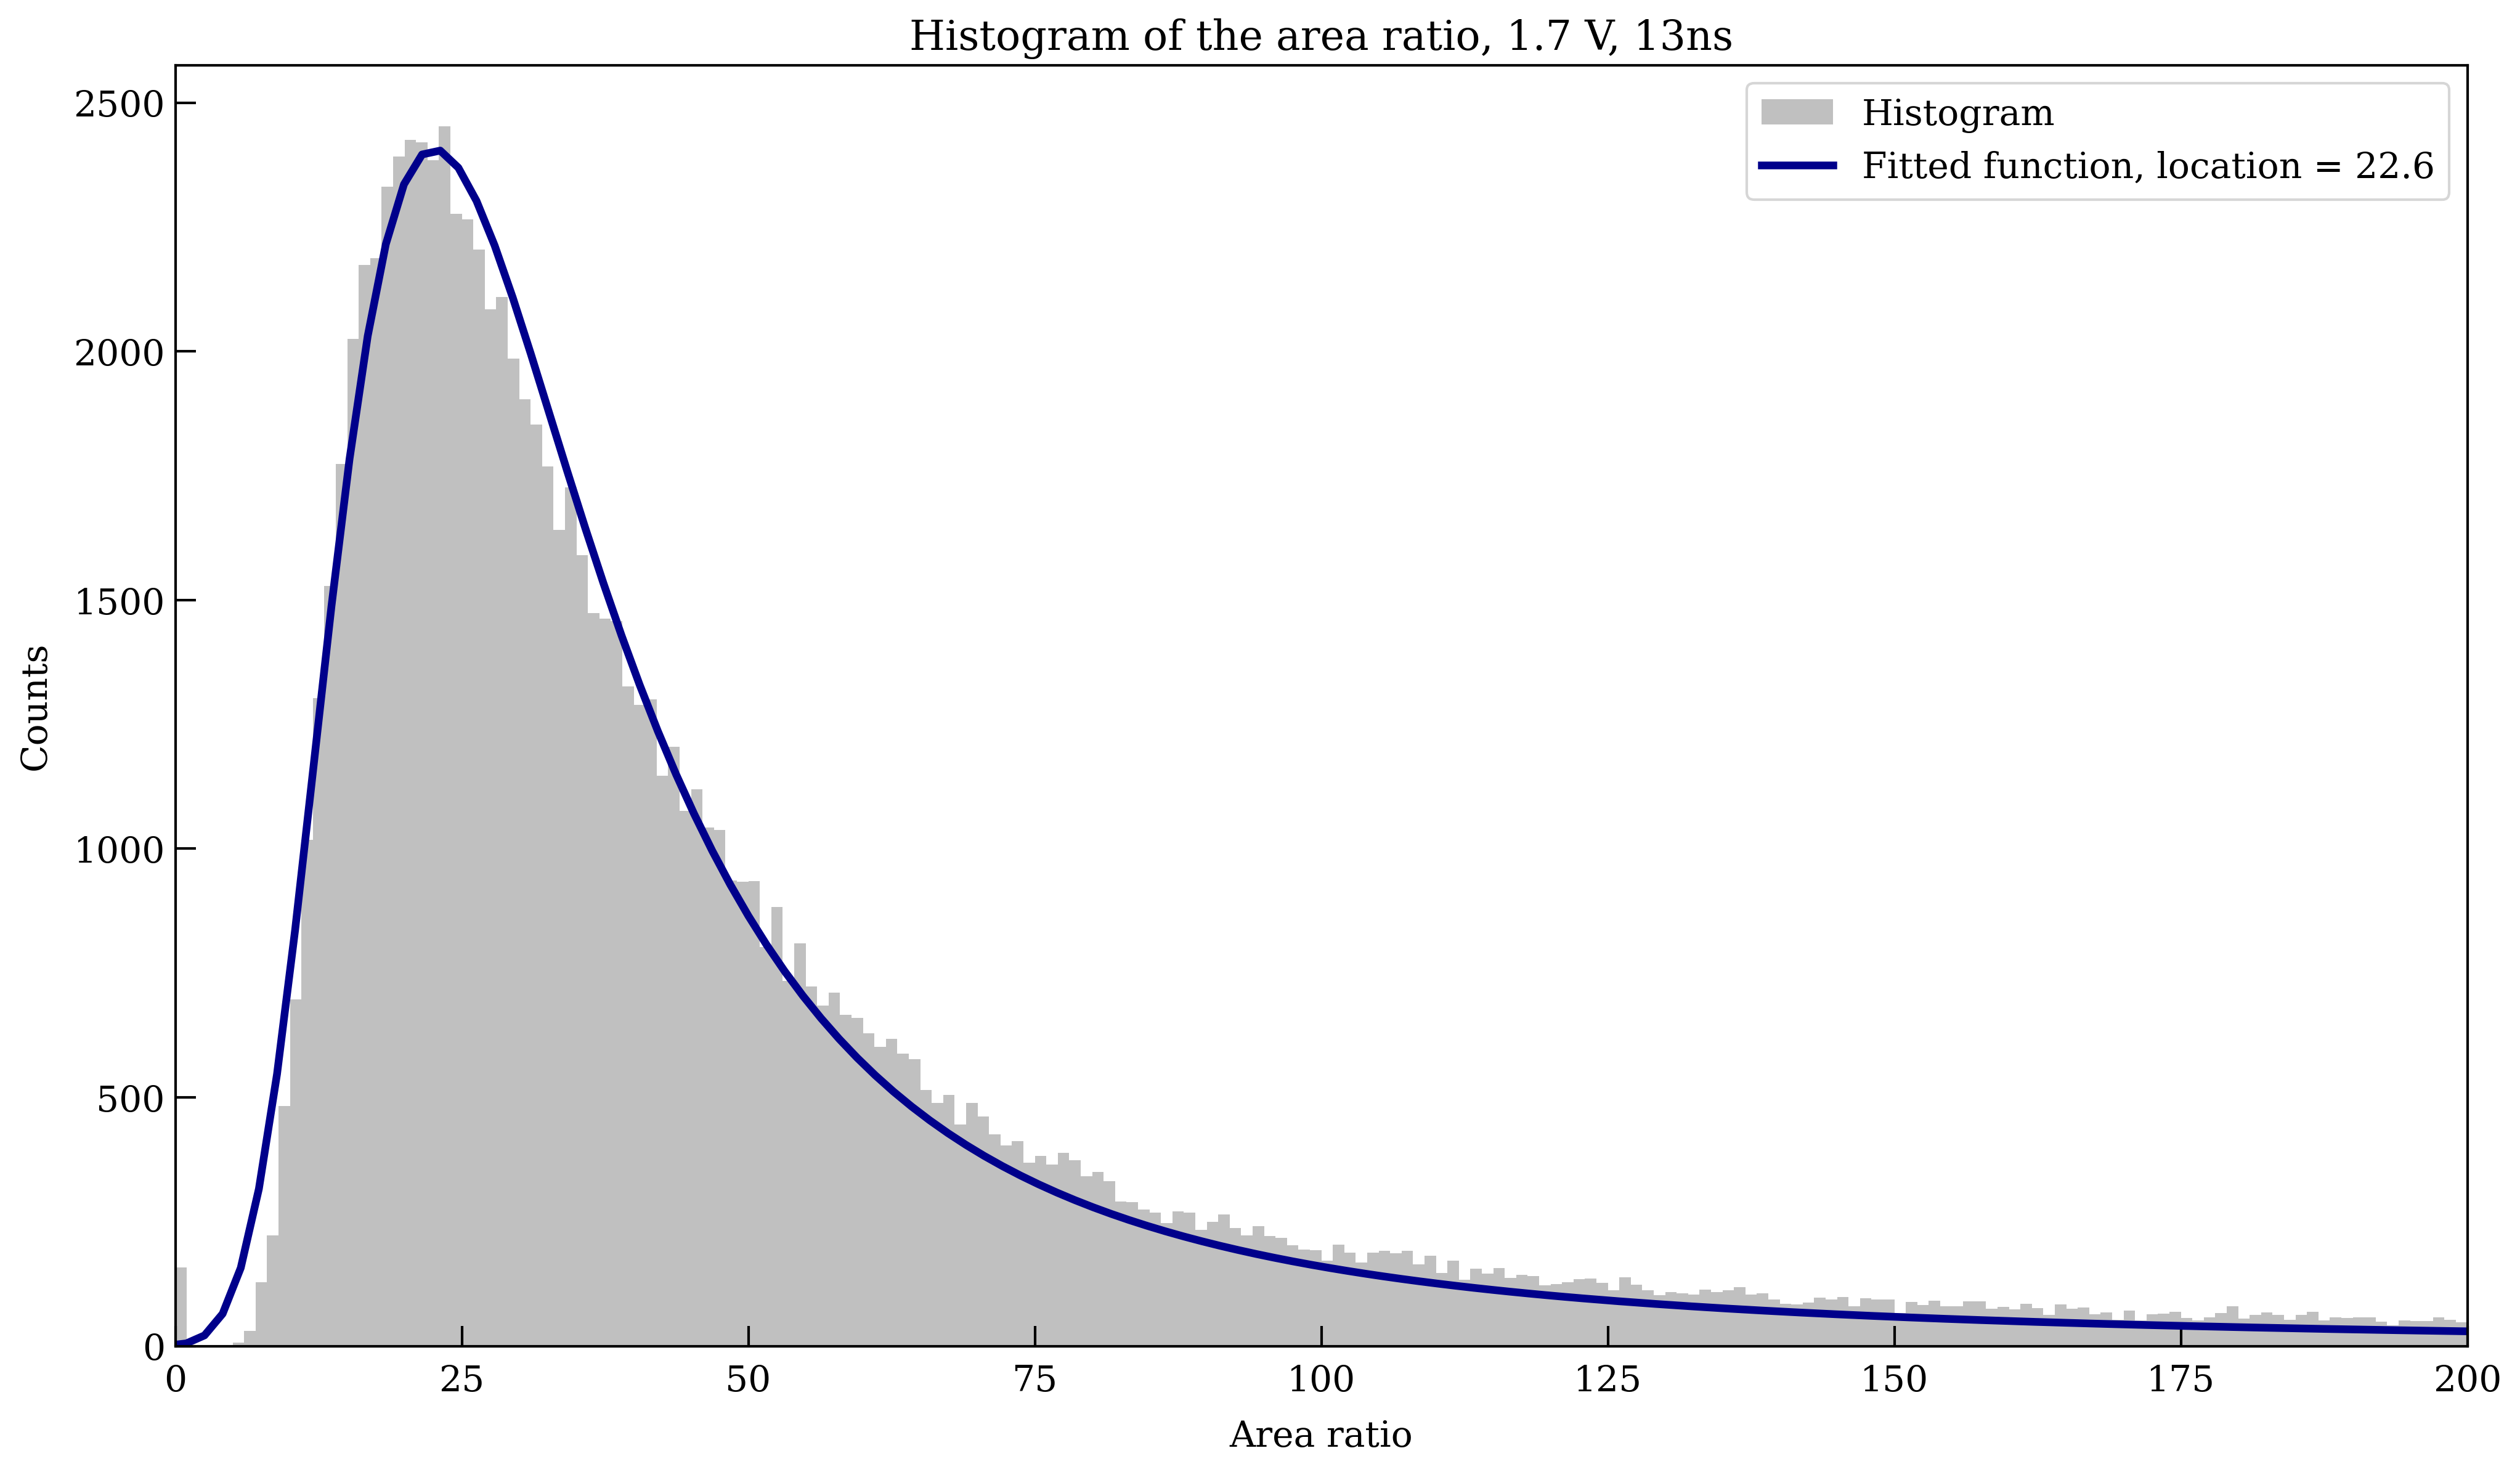 Histogram of the area ratio, 1.7 V, 13ns
Histogram
Fitted function, location = 22.6
2500
2000
1500
1000
500
0
Counts
0 25 50 75 100 125 150 175 200
Area ratio